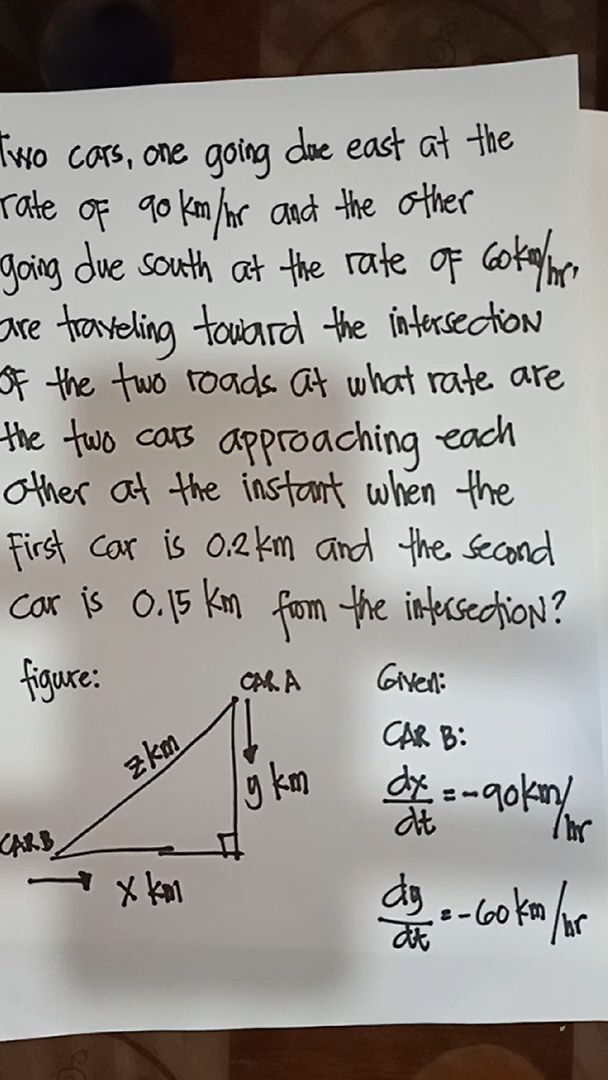 Two cars, one going due east at the
rate of 90 km/hr and the other
going due south at the rate of 60 km/hr,
are traveling toward the intersection
of the two roads. at what rate are
the two cars approaching each
other at the instant when the
first car is 0.2 km and the second
car is 0.15 km from the intersection?
figure:
CAR A
z km
y km
CAR B
x km
Given:
CAR B:
dx/dt = -90 km/hr
dy/dt = -60 km/hr